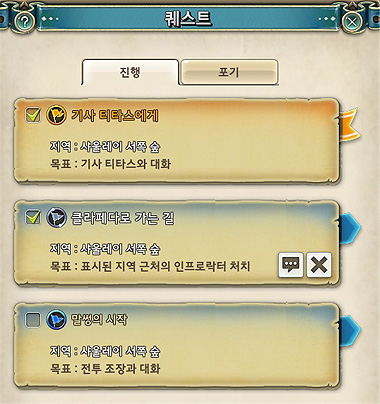 퀘스트
진행
포기
기사 티타스에게
지역 : 샤울레이 서쪽 숲
목표 : 기사 티타스와 대화
클라페다로 가는 길
지역 : 샤울레이 서쪽 숲
목표 : 표시된 지역 근처의 인프로락터 처치
말썽의 시작
지역 : 샤울레이 서쪽 숲
목표 : 전투 조장과 대화